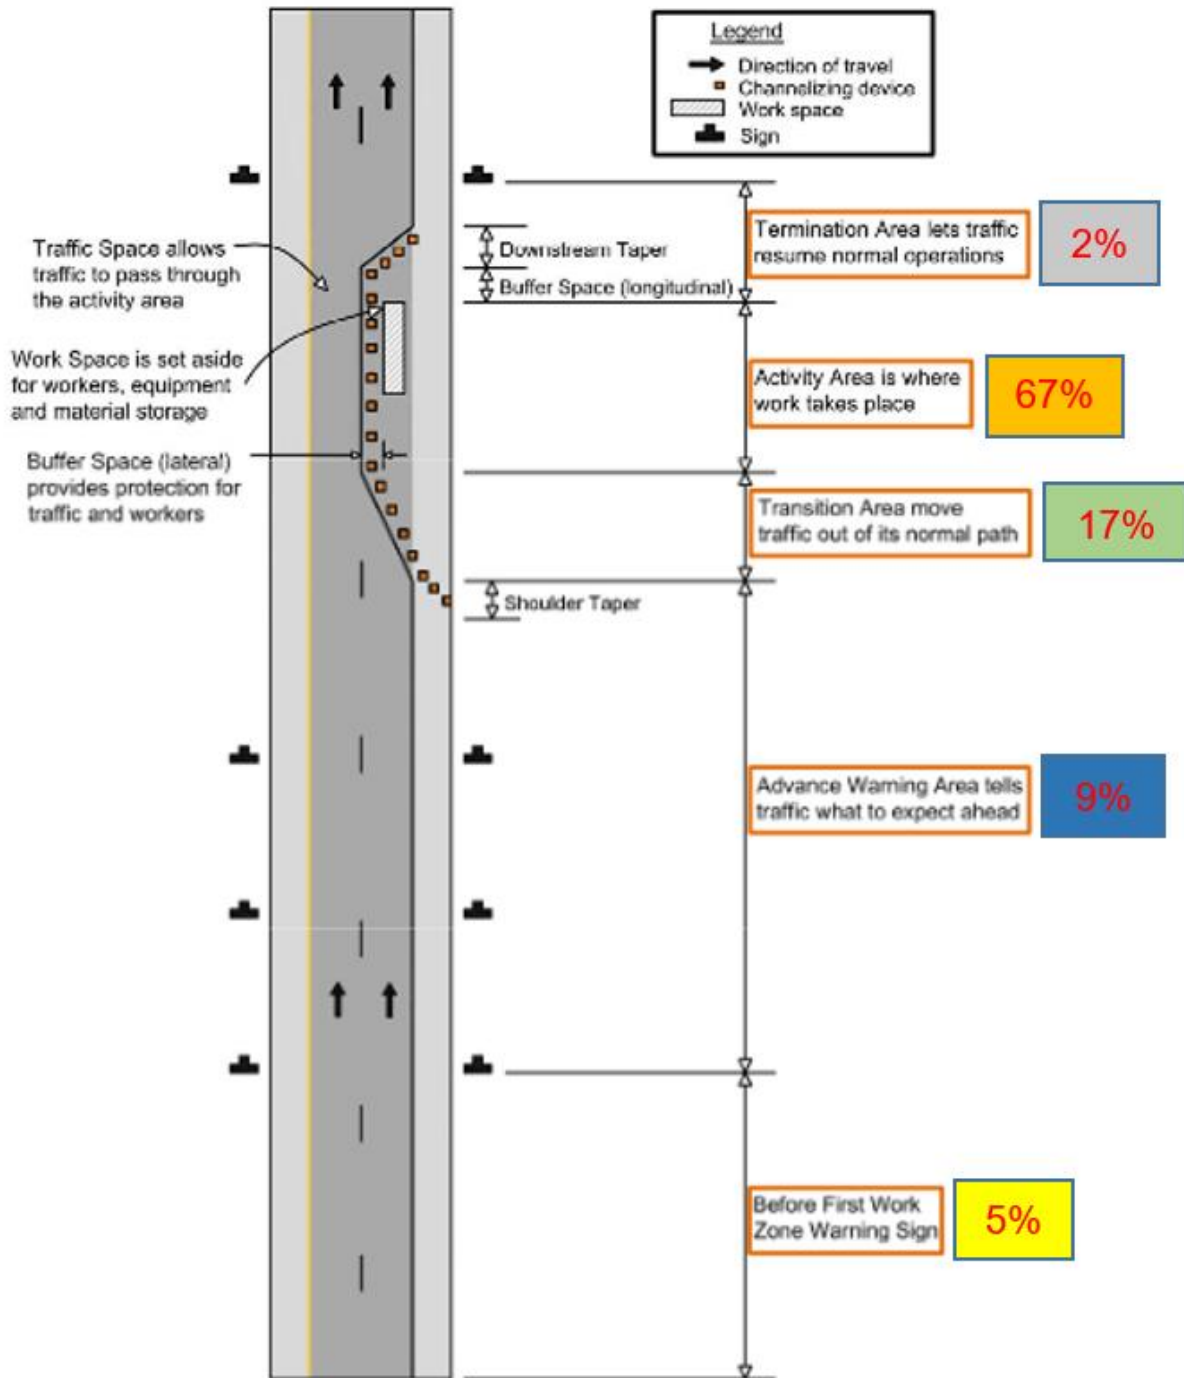 Legend
Direction of travel
Channelizing device
Work space
Sign
Traffic Space allows
traffic to pass through
the activity area
Downstream Taper
Buffer Space (longitudinal)
Termination Area lets traffic
resume normal operations
2%
Work Space is set aside
for workers, equipment
and material storage
Activity Area is where
work takes place
67%
Buffer Space (lateral)
provides protection for
traffic and workers
Transition Area move
traffic out of its normal path
17%
Shoulder Taper
Advance Warning Area tells
traffic what to expect ahead
9%
Before First Work
Zone Warning Sign
5%